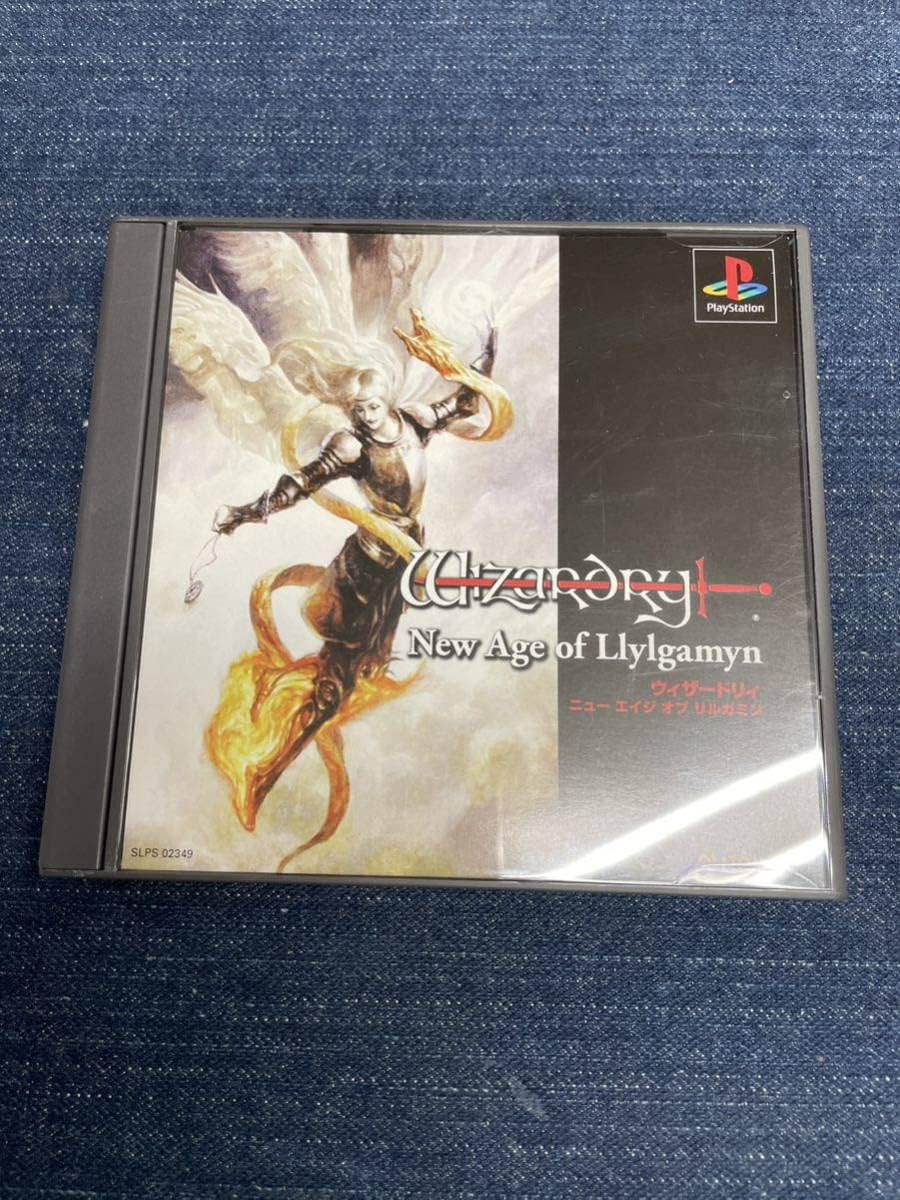 PlayStation
Wizardry
New Age of Llylgamyn
ウィザードリィ
ニュー エイジ オブ リルガミン
SLPS 02349